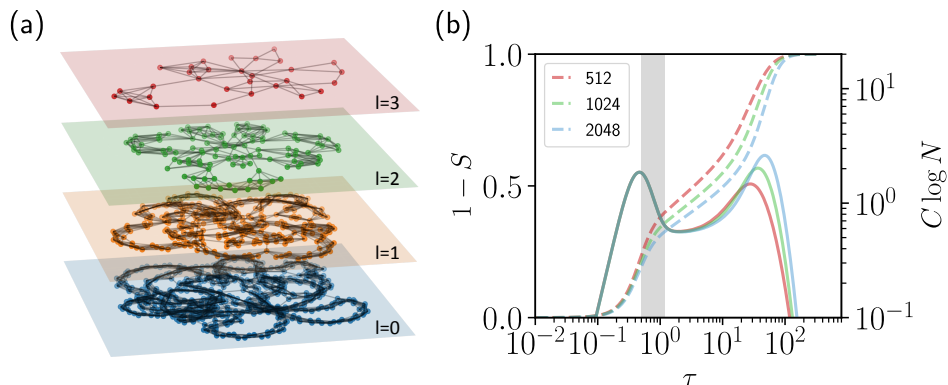 (a)
l=3
l=2
l=1
l=0
(b)
1.0
0.5
0.0
1 − S
512
1024
2048
10^1
10^0
10^{-1}
C log N
10^{-2} 10^{-1} 10^0 10^1 10^2
τ